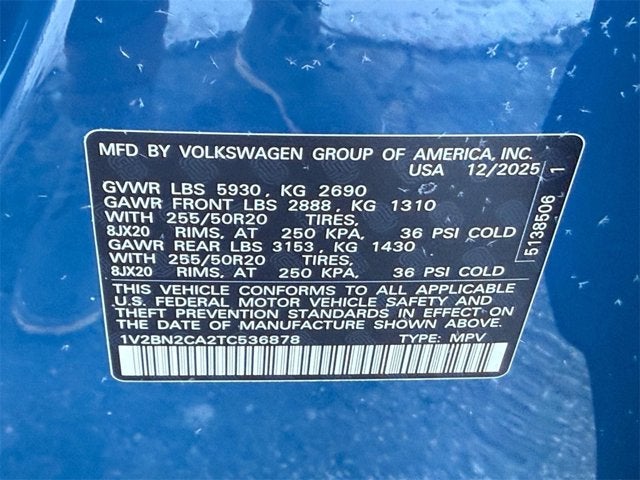 MFD BY VOLKSWAGEN GROUP OF AMERICA, INC.
USA 12/2025
GVWR LBS 5930, KG 2690
GAWR FRONT LBS 2888, KG 1310
WITH 255/50R20 TIRES,
8JX20 RIMS, AT 250 KPA, 36 PSI COLD
GAWR REAR LBS 3153, KG 1430
WITH 255/50R20 TIRES,
8JX20 RIMS, AT 250 KPA, 36 PSI COLD
THIS VEHICLE CONFORMS TO ALL APPLICABLE
U.S. FEDERAL MOTOR VEHICLE SAFETY AND
THEFT PREVENTION STANDARDS IN EFFECT ON
THE DATE OF MANUFACTURE SHOWN ABOVE.
1V2BN2CA2TC536878 TYPE: MPV
5138506 1